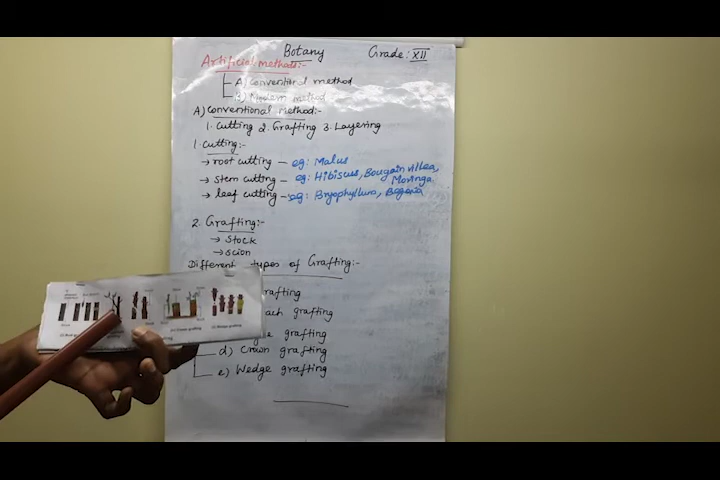 Botany Grade: XII
Artificial methods:-
A) Conventional method
B) Modern method
A) Conventional method:-
1. Cutting 2. Grafting 3. Layering
1. Cutting:-
→ root cutting - eg: Malus
→ stem cutting - eg: Hibiscus, Bougainvillea, Moringa
→ leaf cutting - eg: Bryophyllum,
2. Grafting:-
→ Stock
→ scion
Different types of Grafting:-
grafting
grafting
grafting
d) Crown grafting
e) Wedge grafting